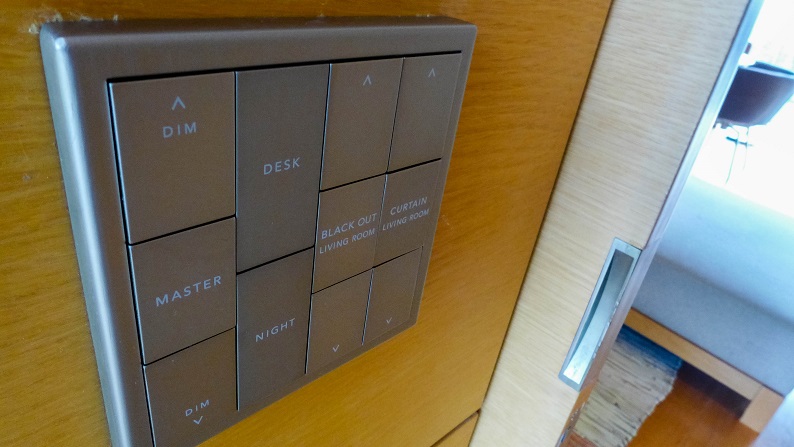 DIM
MASTER
DIM
DESK
NIGHT
BLACK OUT
LIVING ROOM
CURTAIN
LIVING ROOM